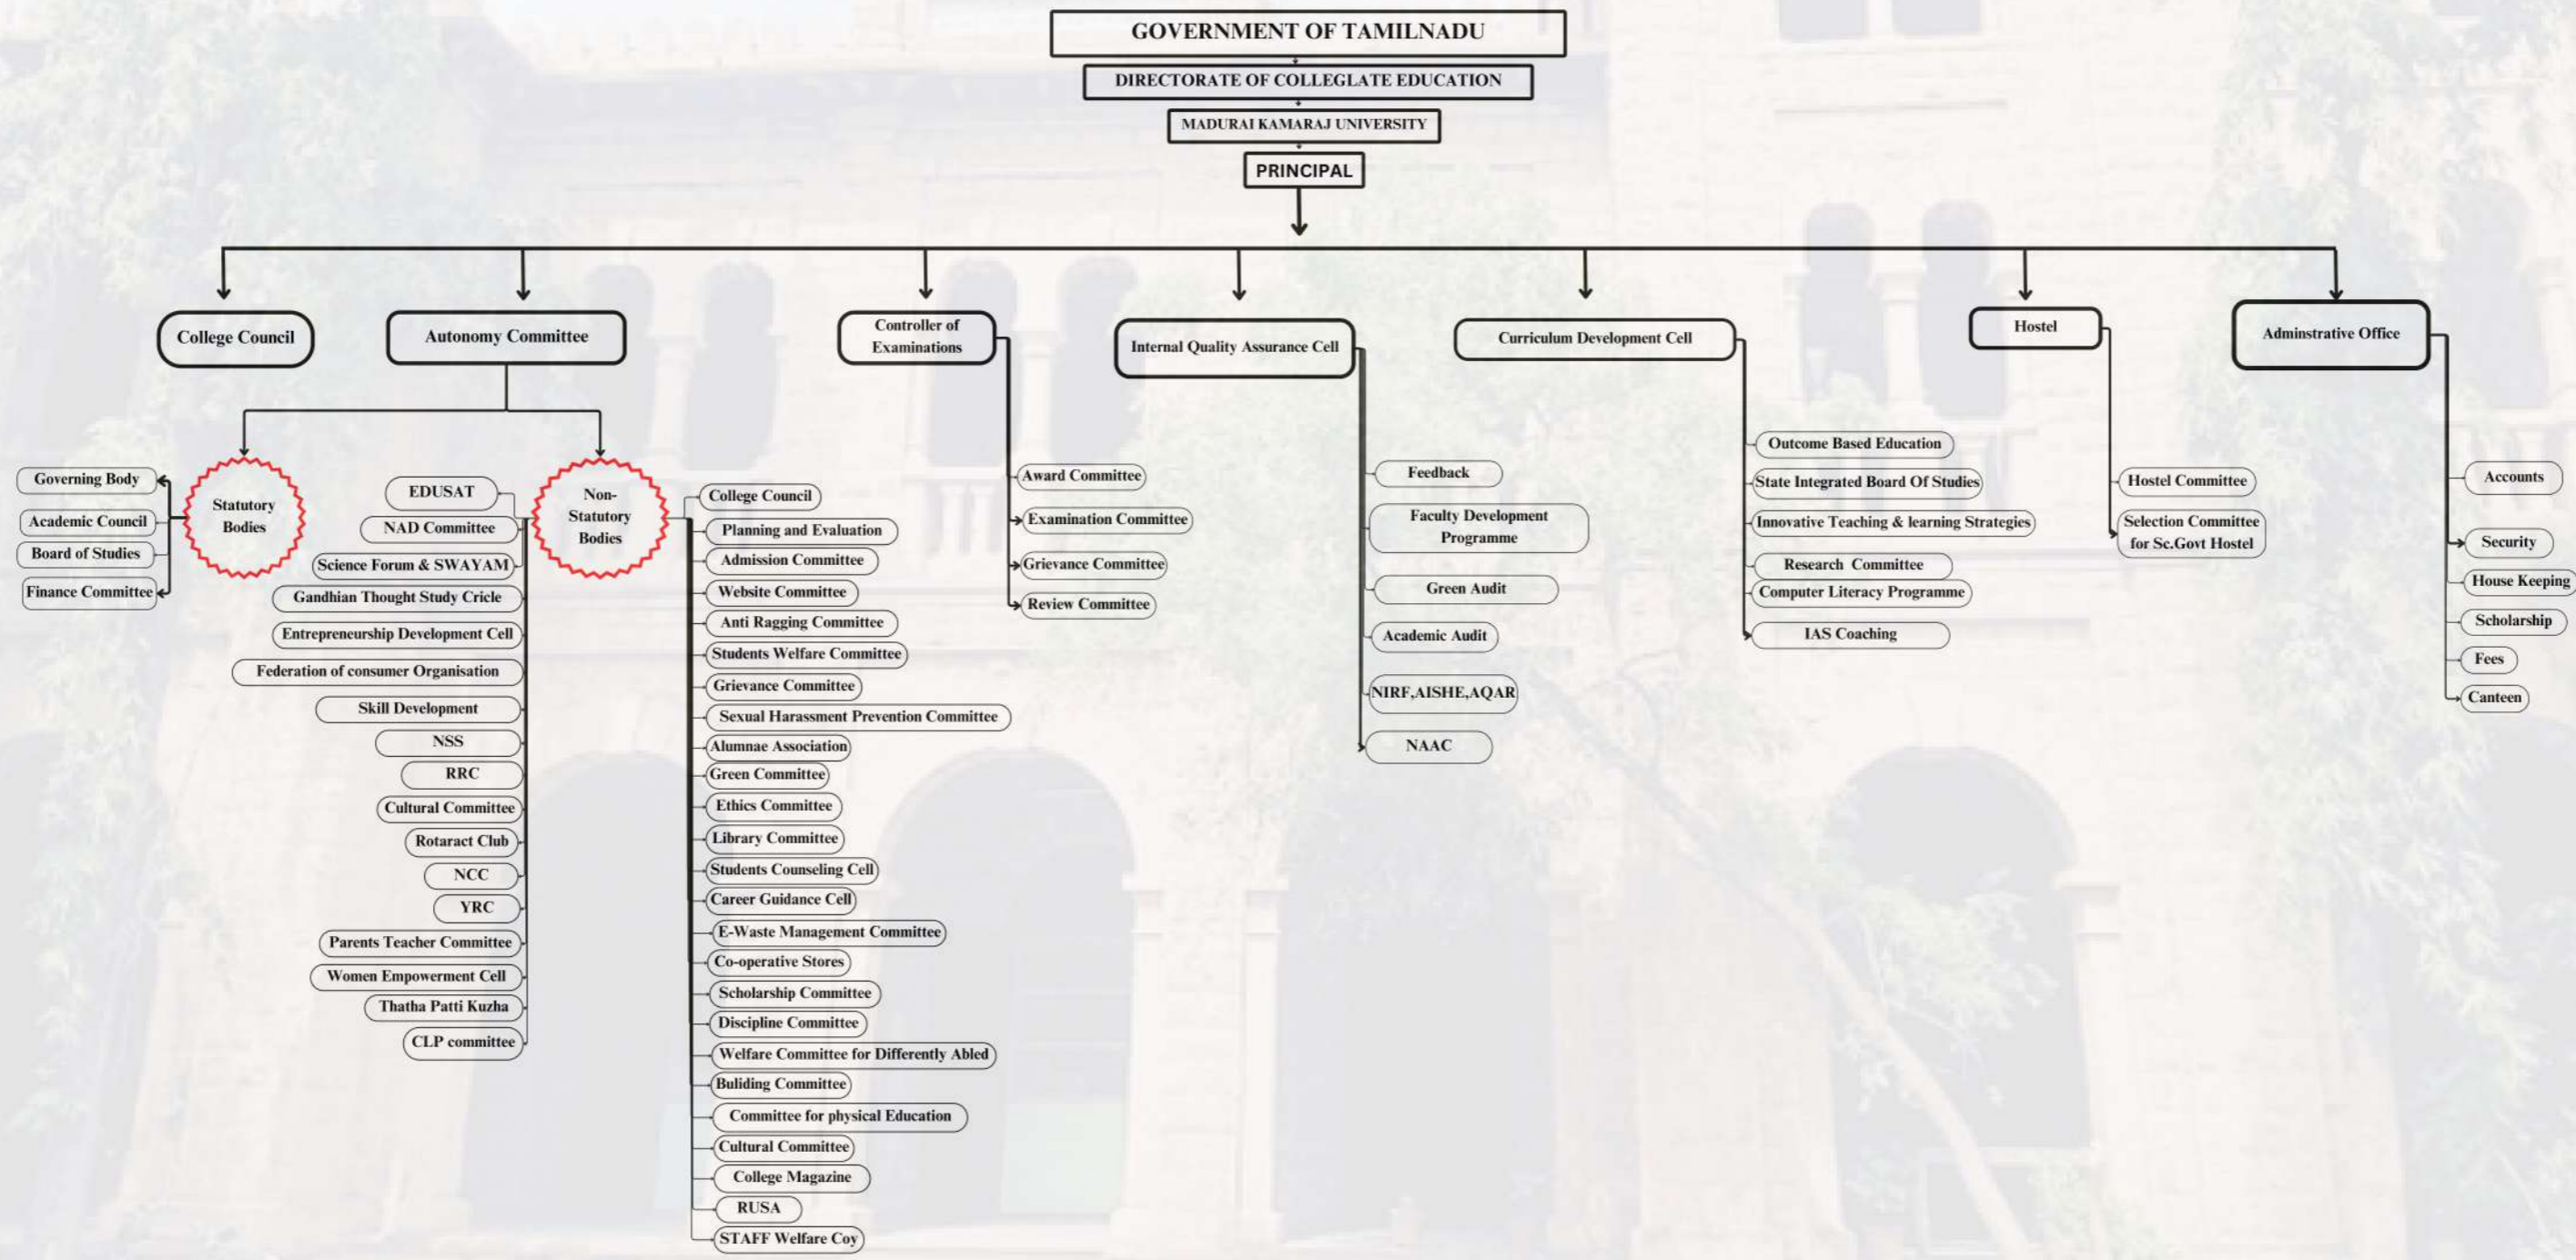 GOVERNMENT OF TAMILNADU
DIRECTORATE OF COLLEGLATE EDUCATION
MADURAI KAMARAJ UNIVERSITY
PRINCIPAL
College Council
Autonomy Committee
Controller of
Examinations
Internal Quality Assurance Cell
Curriculum Development Cell
Hostel
Adminstrative Office
Statutory
Bodies
Governing Body
Academic Council
Board of Studies
Finance Committee
Non-
Statutory
Bodies
EDUSAT
NAD Committee
Science Forum & SWAYAM
Gandhian Thought Study Cricle
Entrepreneurship Development Cell
Federation of consumer Organisation
Skill Development
NSS
RRC
Cultural Committee
Rotaract Club
NCC
YRC
Parents Teacher Committee
Women Empowerment Cell
Thatha Patti Kuzha
CLP committee
College Council
Planning and Evaluation
Admission Committee
Website Committee
Anti Ragging Committee
Students Welfare Committee
Grievance Committee
Sexual Harassment Prevention Committee
Alumnae Association
Green Committee
Ethics Committee
Library Committee
Students Counseling Cell
Career Guidance Cell
E-Waste Management Committee
Co-operative Stores
Scholarship Committee
Discipline Committee
Welfare Committee for Differently Abled
Buliding Committee
Committee for physical Education
Cultural Committee
College Magazine
RUSA
STAFF Welfare Coy
Award Committee
Examination Committee
Grievance Committee
Review Committee
Feedback
Faculty Development
Programme
Green Audit
Academic Audit
NIRF,AISHE,AQAR
NAAC
Outcome Based Education
State Integrated Board Of Studies
Innovative Teaching & learning Strategies
Research Committee
Computer Literacy Programme
IAS Coaching
Hostel Committee
Selection Committee
for Sc.Govt Hostel
Accounts
Security
House Keeping
Scholarship
Fees
Canteen